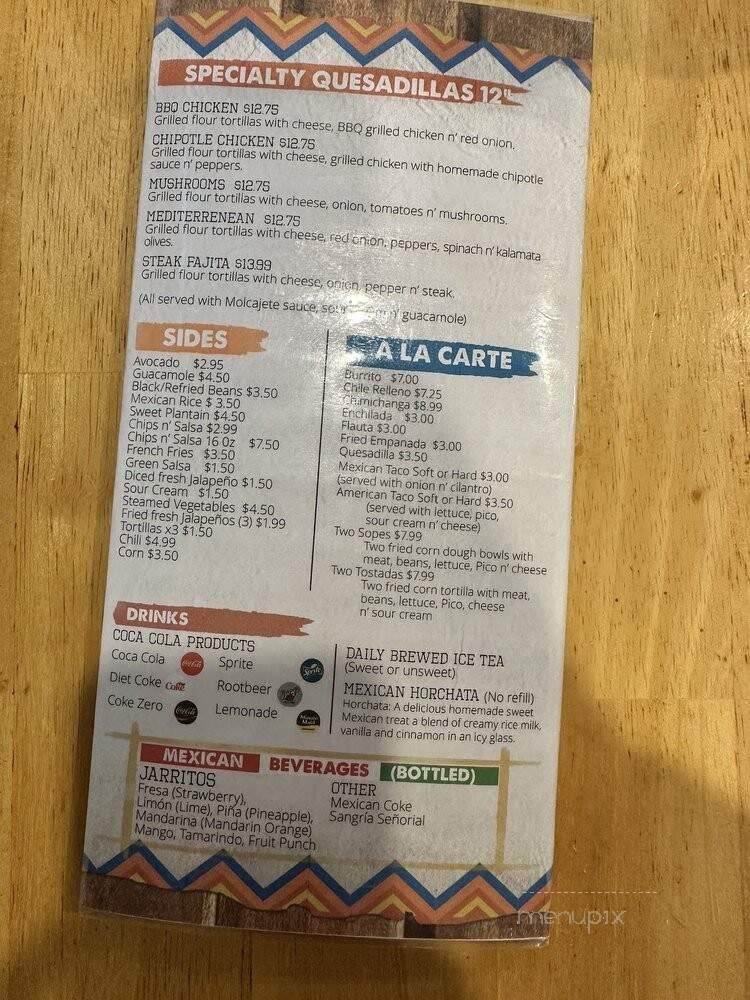 SPECIALTY QUESADILLAS 12"
BBQ CHICKEN $12.75
Grilled flour tortillas with cheese, BBQ grilled chicken n' red onion.
CHIPOTLE CHICKEN $12.75
Grilled flour tortillas with cheese, grilled chicken with homemade chipotle
sauce n' peppers.
MUSHROOMS $12.75
Grilled flour tortillas with cheese, onion, tomatoes n' mushrooms.
MEDITERRENEAN $12.75
Grilled flour tortillas with cheese, red onion, peppers, spinach n' kalamata
olives.
STEAK FAJITA $13.99
Grilled flour tortillas with cheese, onion, pepper n' steak.
(All served with Molcajete sauce, sour n' guacamole)
SIDES
Avocado $2.95
Guacamole $4.50
Black/Refried Beans $3.50
Mexican Rice $ 3.50
Sweet Plantain $4.50
Chips n' Salsa $2.99
Chips n' Salsa 16 Oz $7.50
French Fries $3.50
Green Salsa $1.50
Diced fresh Jalapeño $1.50
Sour Cream $1.50
Steamed Vegetables $4.50
Fried fresh Jalapeños (3) $1.99
Tortillas x3 $1.50
Chili $4.99
Corn $3.50
A LA CARTE
Burrito $7.00
Chile Relleno $7.25
Chimichanga $8.99
Enchilada $3.00
Flauta $3.00
Fried Empanada $3.00
Quesadilla $3.50
Mexican Taco Soft or Hard $3.00
(served with onion n' cilantro)
American Taco Soft or Hard $3.50
(served with lettuce, pico,
sour cream n' cheese)
Two Sopes $7.99
Two fried corn dough bowls with
meat, beans, lettuce, Pico n' cheese
Two Tostadas $7.99
Two fried corn tortilla with meat,
beans, lettuce, Pico, cheese
n' sour cream
DRINKS
COCA COLA PRODUCTS
Coca Cola Coca-Cola Sprite Sprite
Diet Coke Coke Rootbeer
Coke Zero Coca-Cola Lemonade Minute Maid
DAILY BREWED ICE TEA
(Sweet or unsweet)
MEXICAN HORCHATA (No refill)
Horchata: A delicious homemade sweet
Mexican treat a blend of creamy rice milk,
vanilla and cinnamon in an icy glass.
MEXICAN BEVERAGES (BOTTLED)
JARRITOS
Fresa (Strawberry),
Limón (Lime), Piña (Pineapple),
Mandarina (Mandarin Orange)
Mango, Tamarindo, Fruit Punch
OTHER
Mexican Coke
Sangría Señorial
menupix